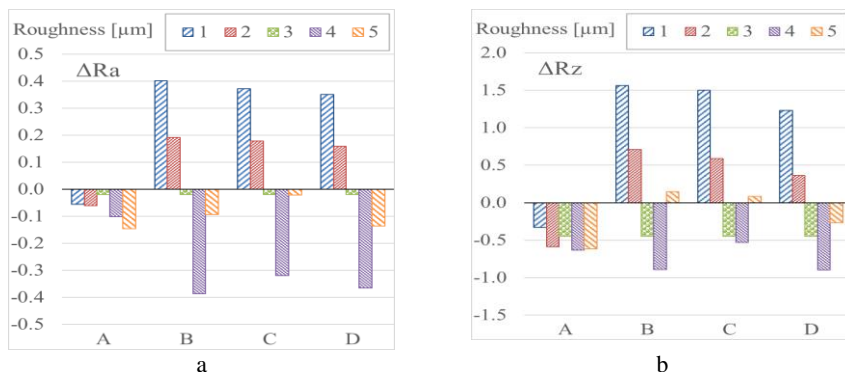 Roughness [µm] 1 2 3 4 5
ΔRa
0.5
0.4
0.3
0.2
0.1
0.0
-0.1
-0.2
-0.3
-0.4
-0.5
A B C D
a
Roughness [µm]
1 2 3 4 5
ΔRz
2.0
1.5
1.0
0.5
0.0
-0.5
-1.0
-1.5
A B C D
b